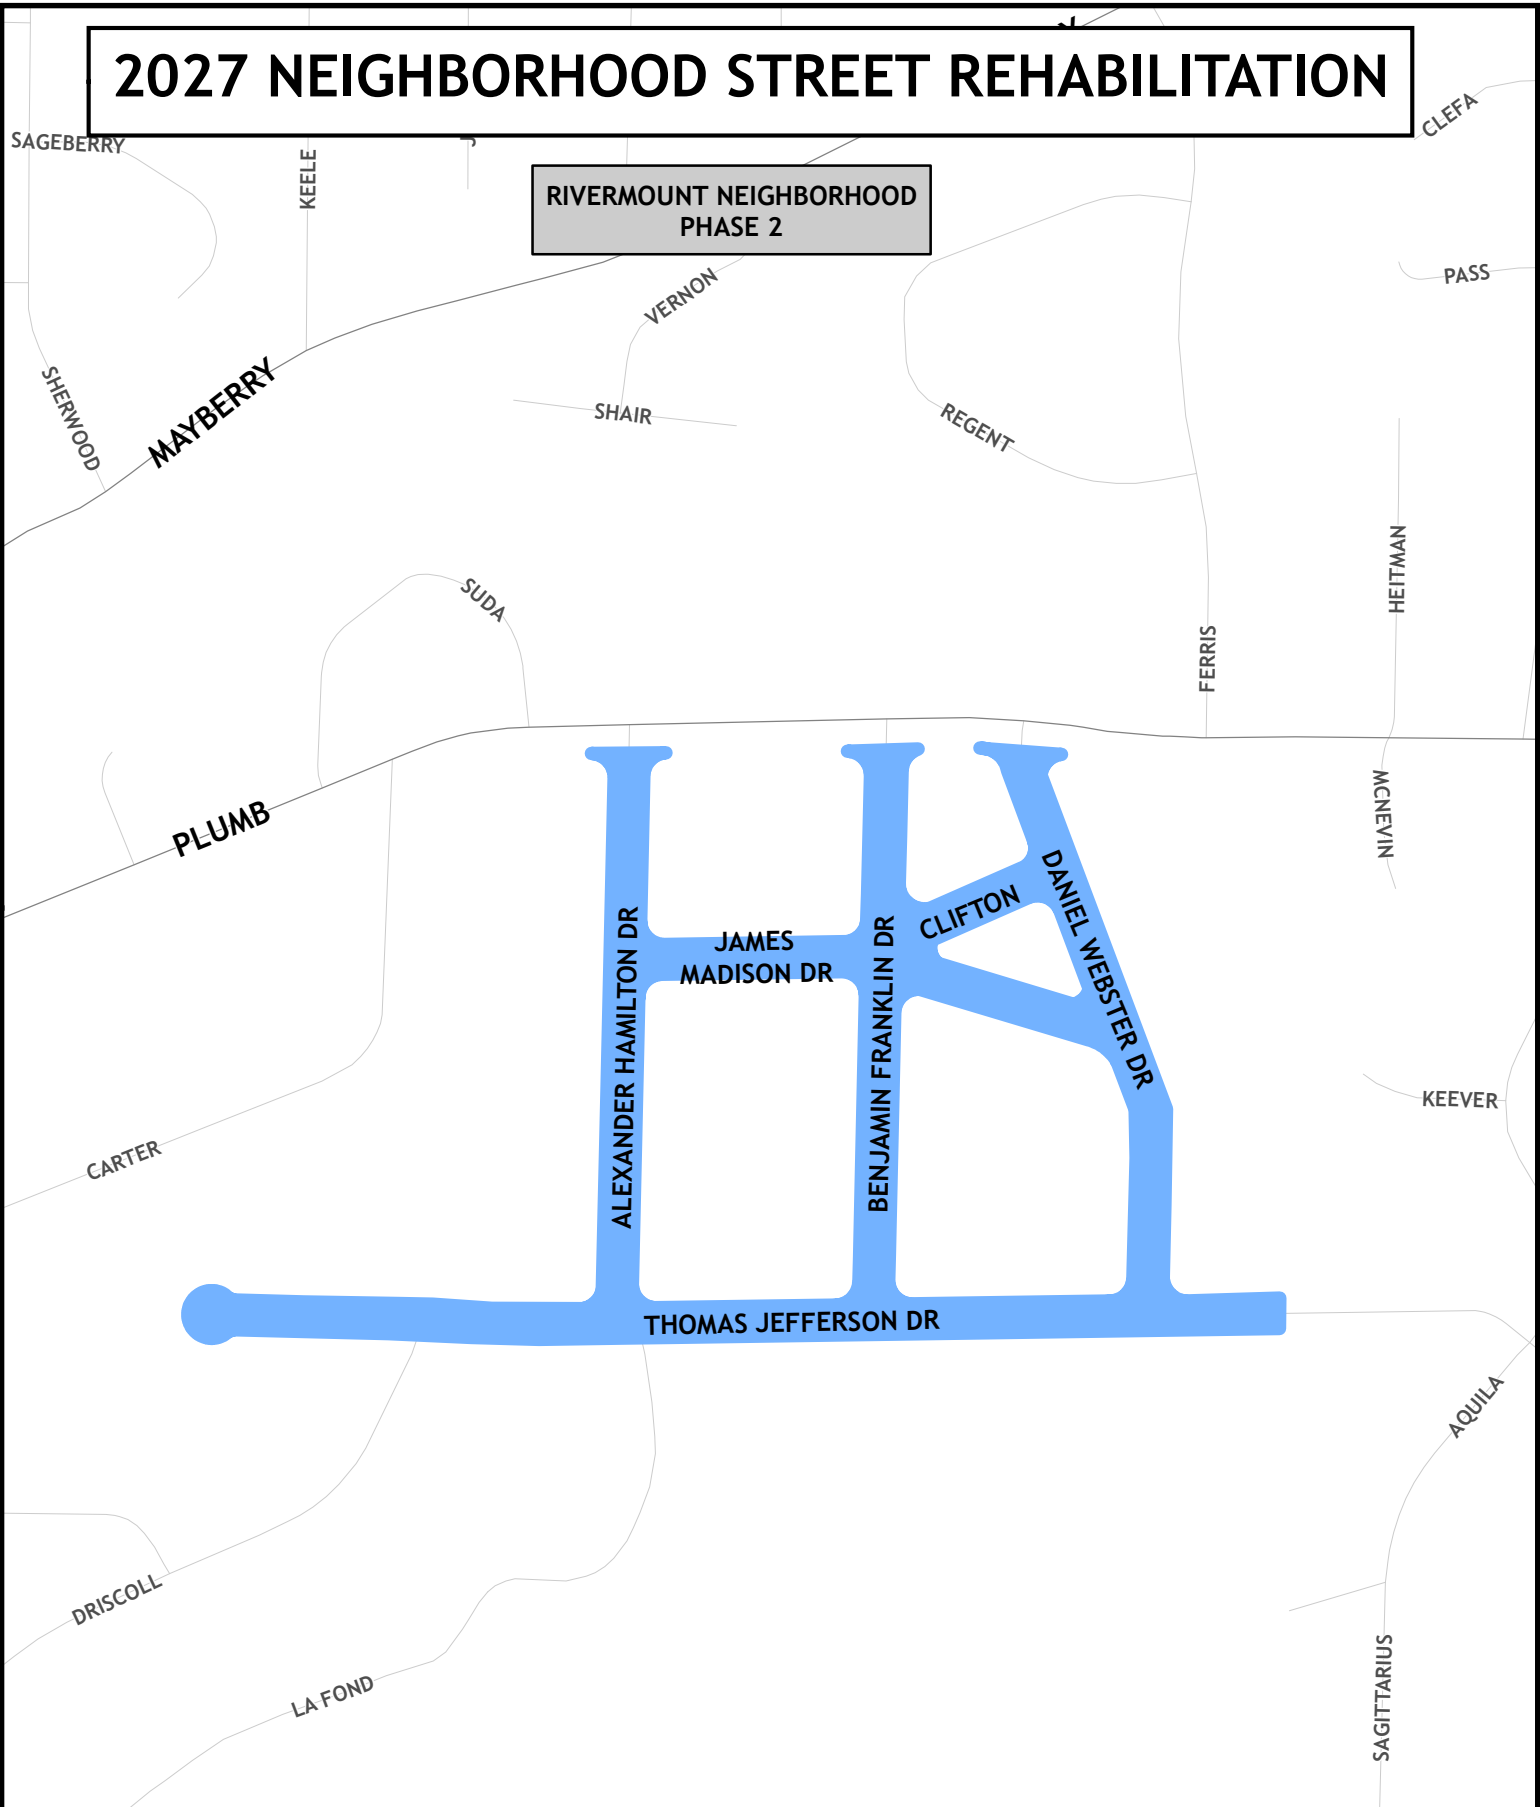 2027 NEIGHBORHOOD STREET REHABILITATION
RIVERMOUNT NEIGHBORHOOD
PHASE 2
SAGEBERRY
KEELE
CLEFA
PASS
VERNON
SHERWOOD
MAYBERRY
SHAIR
REGENT
HEITMAN
SUDA
FERRIS
MCNEVIN
PLUMB
DANIEL WEBSTER DR
CLIFTON
JAMES
MADISON DR
ALEXANDER HAMILTON DR
BENJAMIN FRANKLIN DR
KEEVER
CARTER
THOMAS JEFFERSON DR
AQUILA
DRISCOLL
LA FOND
SAGITTARIUS